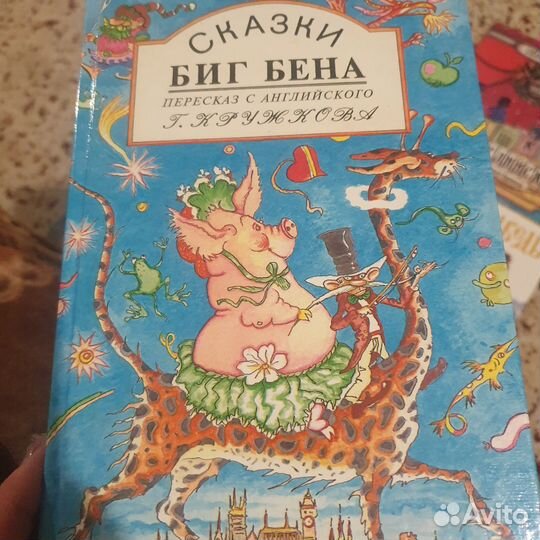 СКАЗКИ
БИГ БЕНА
ПЕРЕСКАЗ С АНГЛИЙСКОГО
Г. КРУЖКОВА
Avito